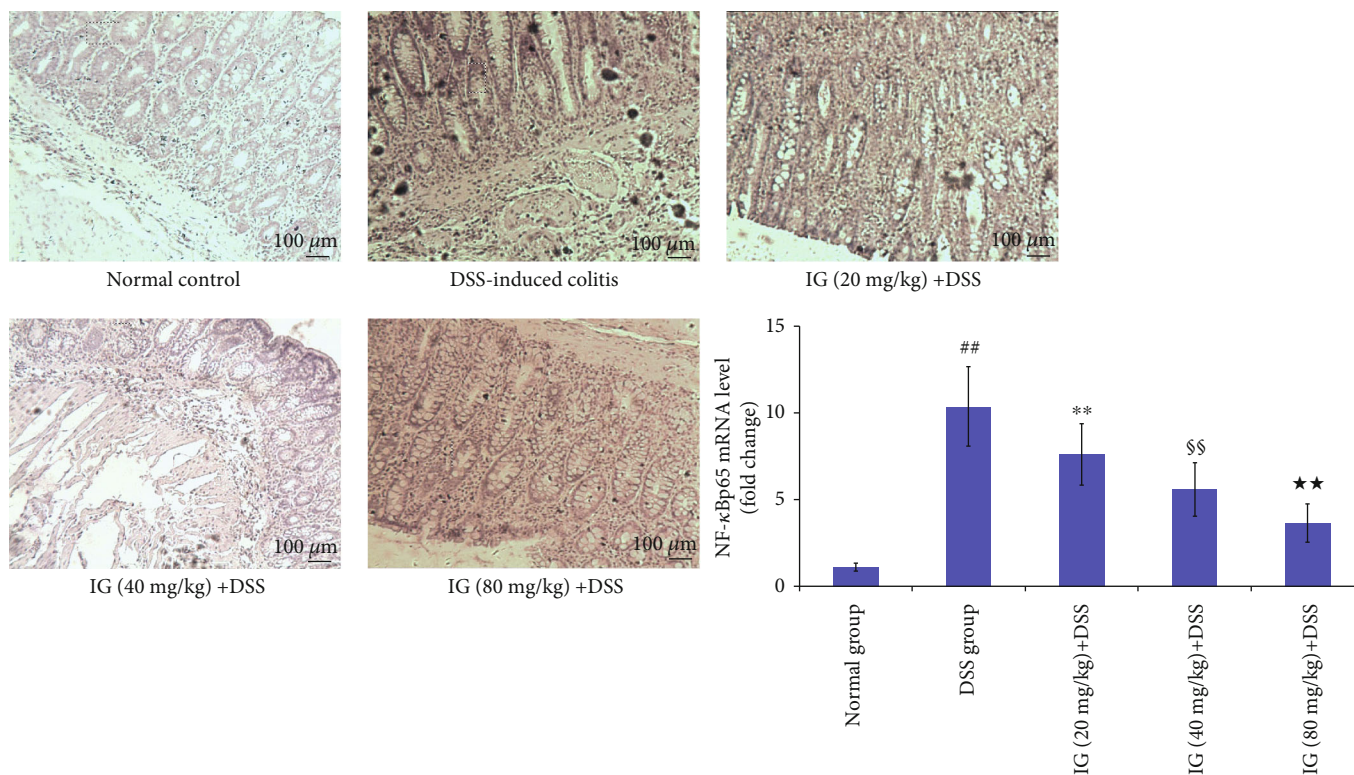 100 μm
100 μm
100 μm
Normal control
DSS-induced colitis
IG (20 mg/kg) +DSS
100 μm
100 μm
IG (40 mg/kg) +DSS
IG (80 mg/kg) +DSS
NF-κBp65 mRNA level
(fold change)
15
10
5
0
##
**
§§
★★
Normal group
DSS group
IG (20 mg/kg)+DSS
IG (40 mg/kg)+DSS
IG (80 mg/kg)+DSS